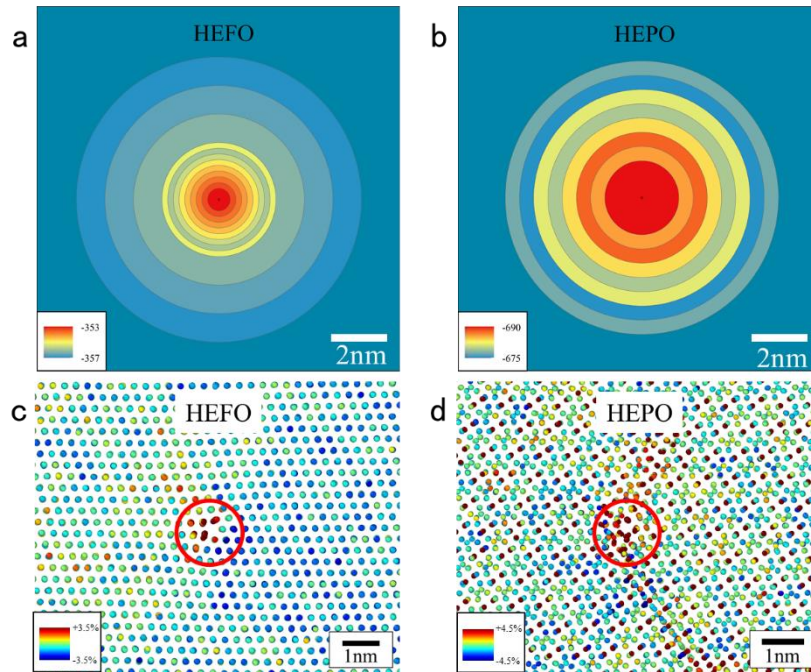 a
HEFO
-353
-357
2nm
b
HEPO
-690
-675
2nm
c
HEFO
+3.5%
-3.5%
1nm
d
HEPO
+4.5%
-4.5%
1nm